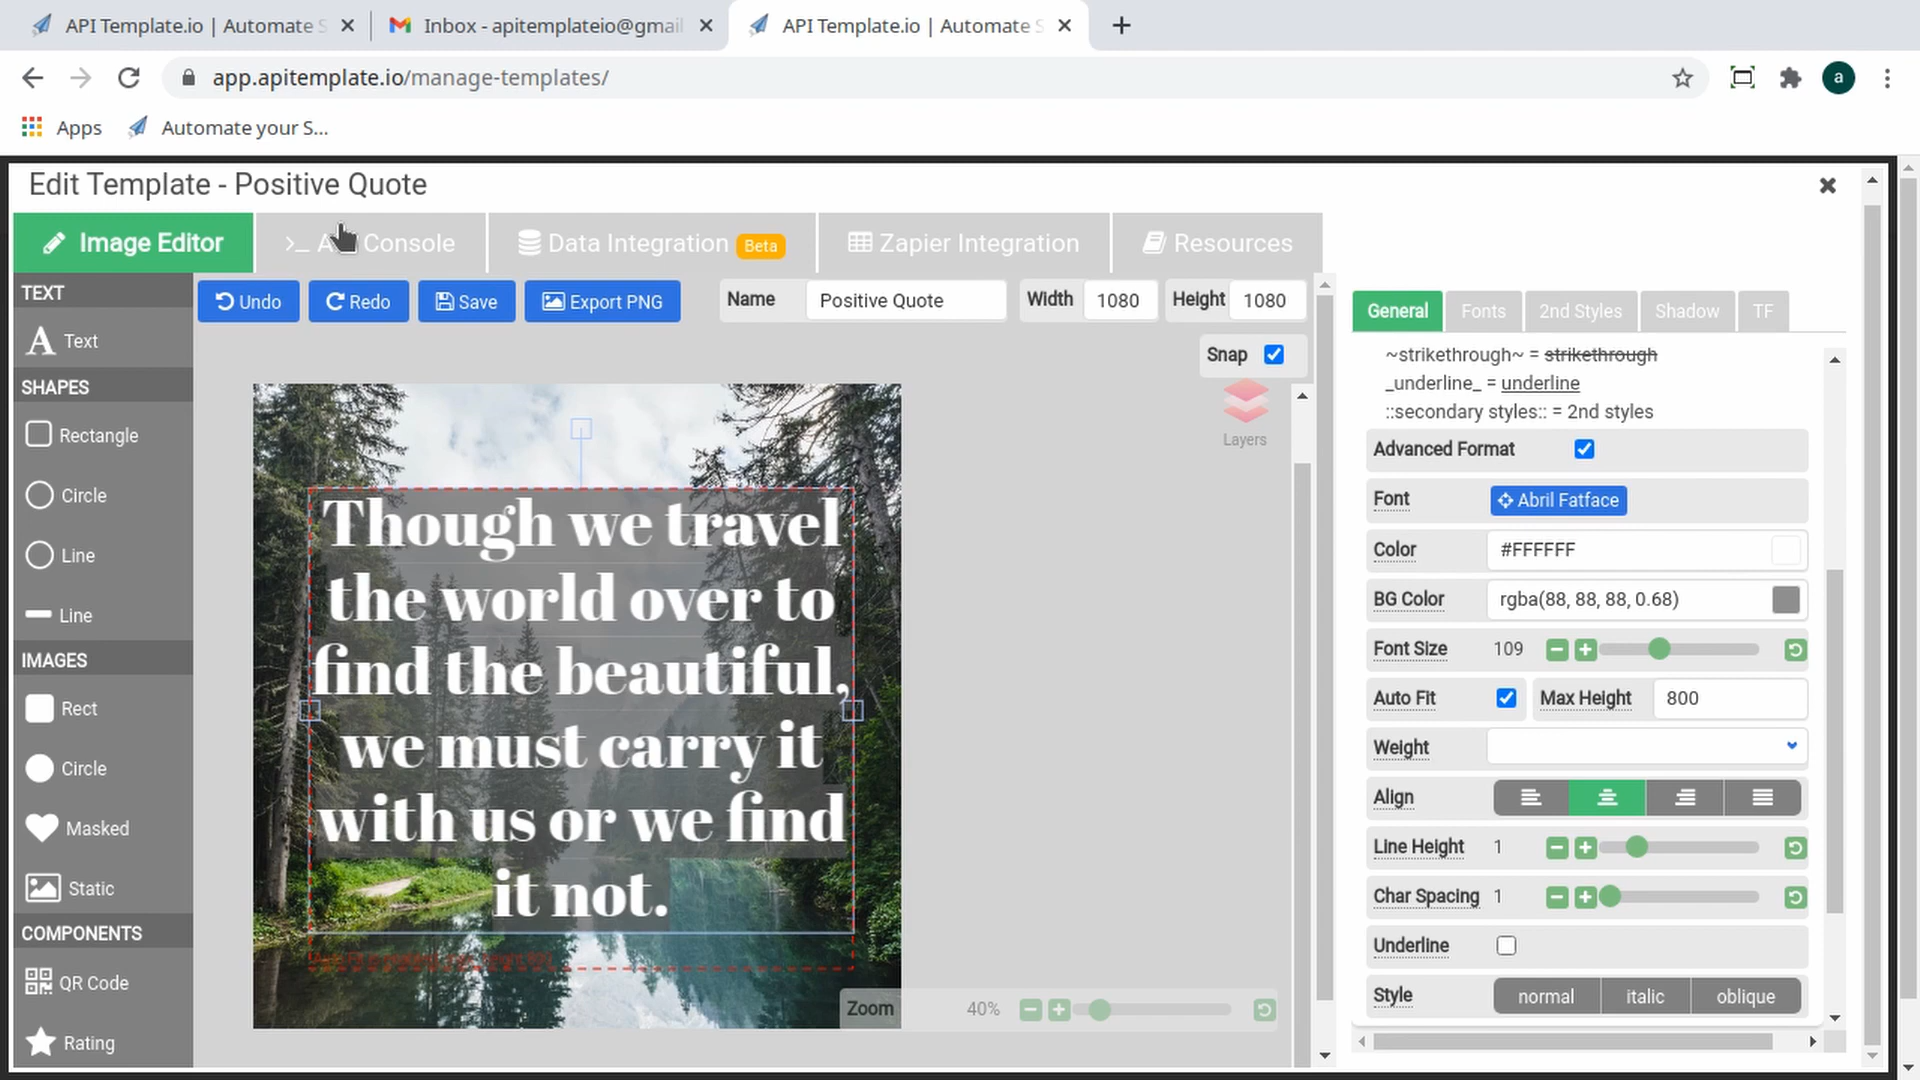 API Template.io | Automate S
Inbox - apitemplateio@gmail
API Template.io | Automate S
app.apitemplate.io/manage-templates/
a
Apps
Automate your S...
Edit Template - Positive Quote
Image Editor
Console
Data Integration Beta
Zapier Integration
Resources
TEXT
Text
SHAPES
Rectangle
Circle
Line
Line
IMAGES
Rect
Circle
Masked
Static
COMPONENTS
QR Code
Rating
Undo
Redo
Save
Export PNG
Name Positive Quote
Width 1080
Height 1080
Snap
Layers
Though we travel
the world over to
find the beautiful,
we must carry it
with us or we find
it not.
Zoom 40%
General
Fonts
2nd Styles
Shadow
TF
~strikethrough~ = strikethrough
_underline_ = underline
::secondary styles:: = 2nd styles
Advanced Format
Font Abril Fatface
Color #FFFFFF
BG Color rgba(88, 88, 88, 0.68)
Font Size 109
Auto Fit Max Height 800
Weight
Align
Line Height 1
Char Spacing 1
Underline
Style normal italic oblique